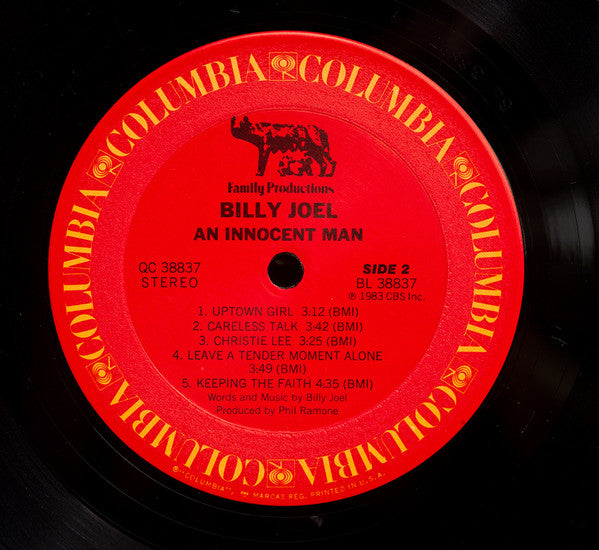 COLUMBIA COLUMBIA COLUMBIA COLUMBIA COLUMBIA COLUMBIA
Family Productions
BILLY JOEL
AN INNOCENT MAN
QC 38837
STEREO
SIDE 2
BL 38837
℗ 1983 CBS Inc.
1. UPTOWN GIRL 3:12 (BMI)
2. CARELESS TALK 3:42 (BMI)
3. CHRISTIE LEE 3:25 (BMI)
4. LEAVE A TENDER MOMENT ALONE
3:49 (BMI)
5. KEEPING THE FAITH 4:35 (BMI)
Words and Music by Billy Joel
Produced by Phil Ramone
®-"COLUMBIA", MARCAS REG. PRINTED IN U.S.A.